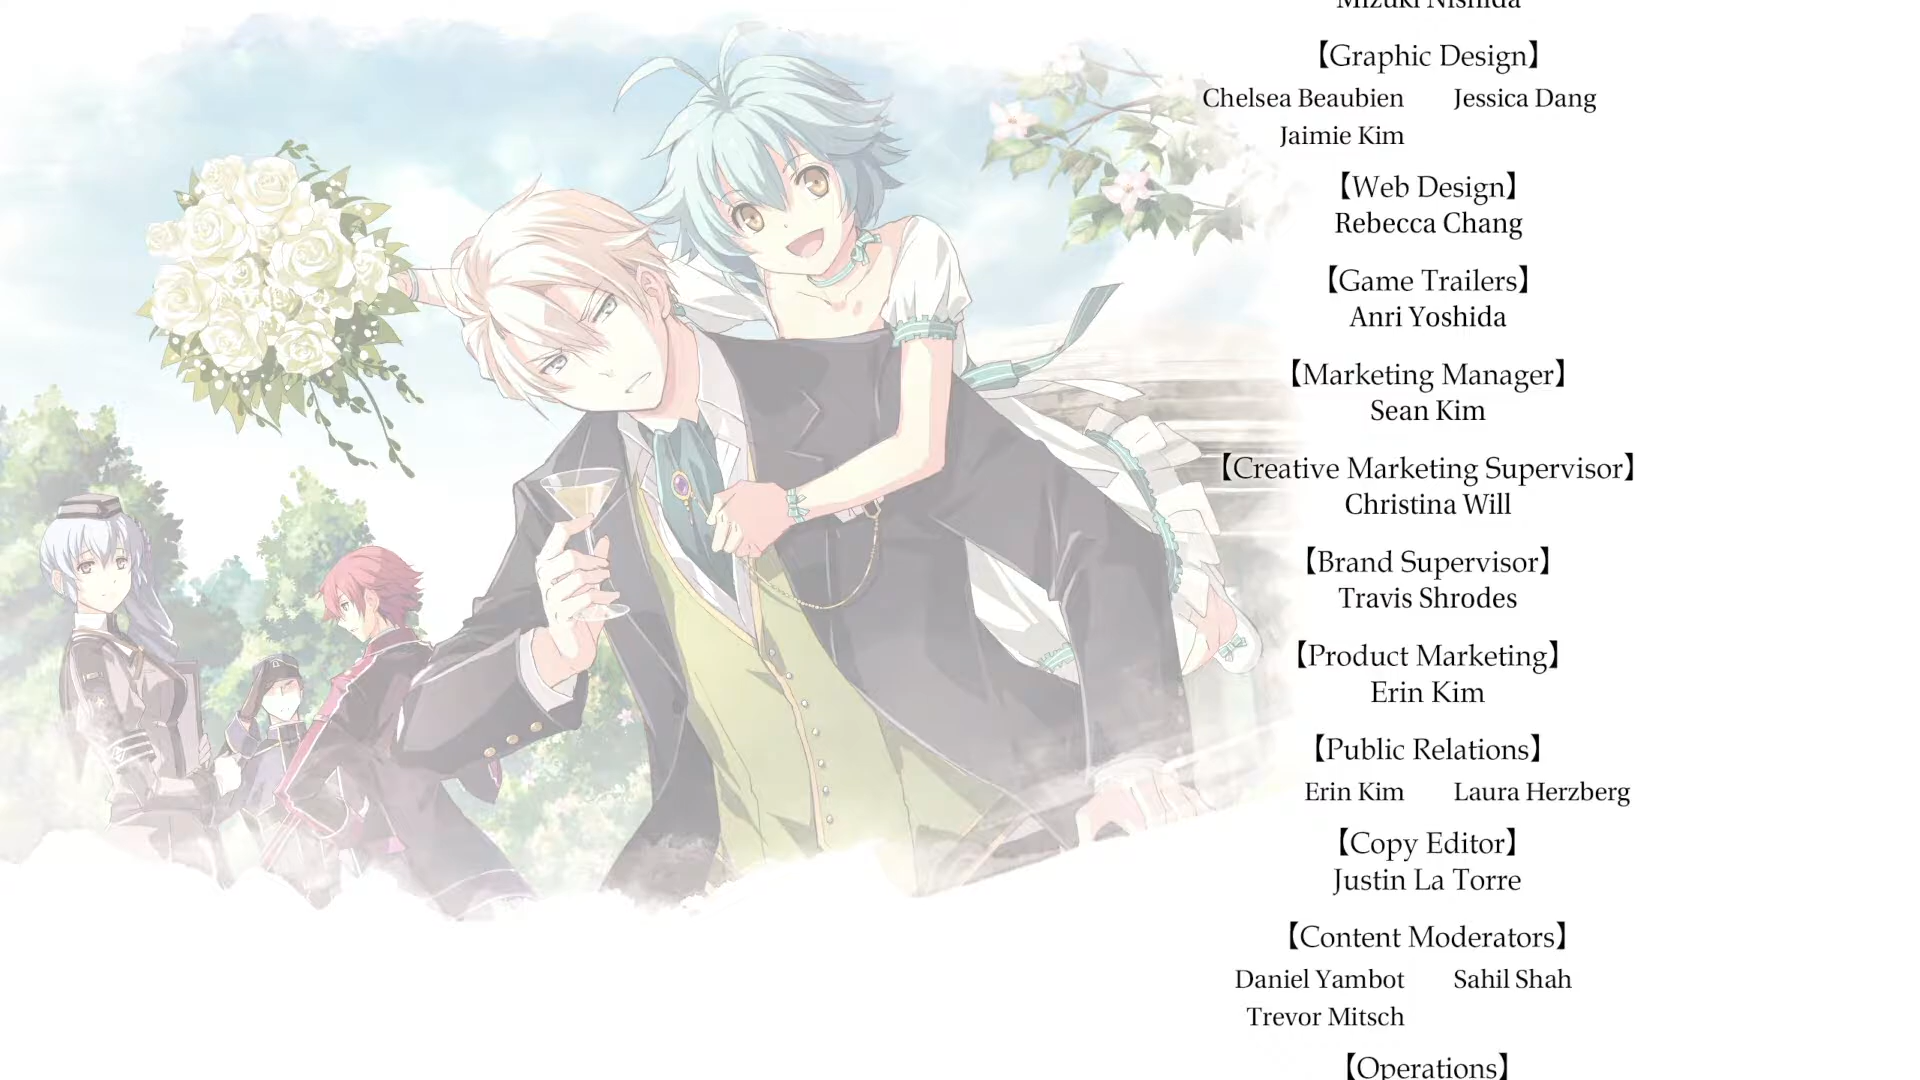 Mizuki Nishida
【Graphic Design】
Chelsea Beaubien Jessica Dang
Jaimie Kim
【Web Design】
Rebecca Chang
【Game Trailers】
Anri Yoshida
【Marketing Manager】
Sean Kim
【Creative Marketing Supervisor】
Christina Will
【Brand Supervisor】
Travis Shrodes
【Product Marketing】
Erin Kim
【Public Relations】
Erin Kim Laura Herzberg
【Copy Editor】
Justin La Torre
【Content Moderators】
Daniel Yambot Sahil Shah
Trevor Mitsch
【Operations】